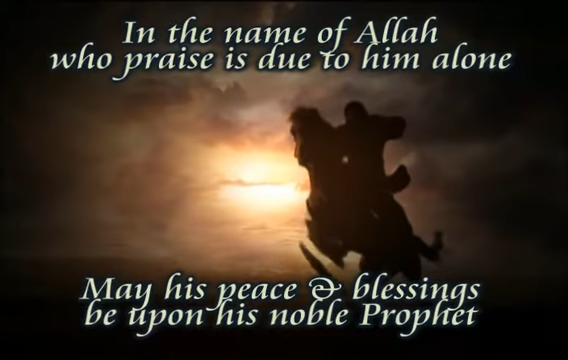 In the name of Allah
who praise is due to him alone
May his peace & blessings
be upon his noble Prophet